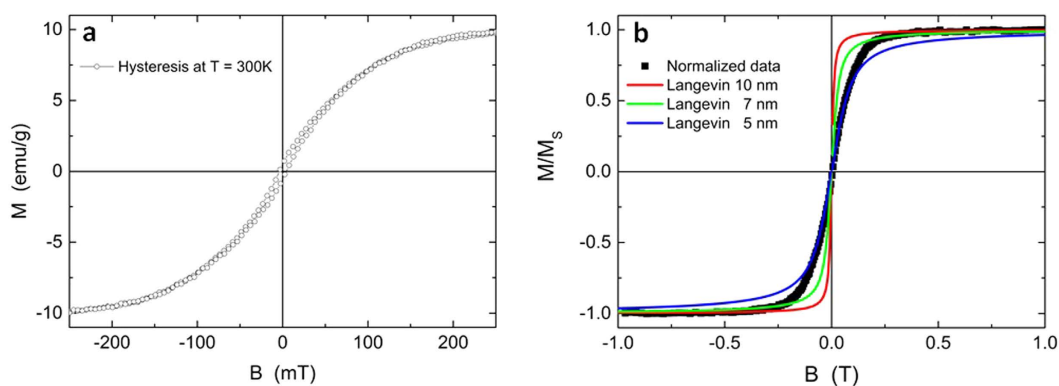 a
Hysteresis at T = 300K
10
5
0
-5
-10
M (emu/g)
-200
-100
0
100
200
B (mT)
b
Normalized data
Langevin 10 nm
Langevin 7 nm
Langevin 5 nm
1.0
0.5
0.0
-0.5
-1.0
M/MS
-1.0
-0.5
0.0
0.5
1.0
B (T)